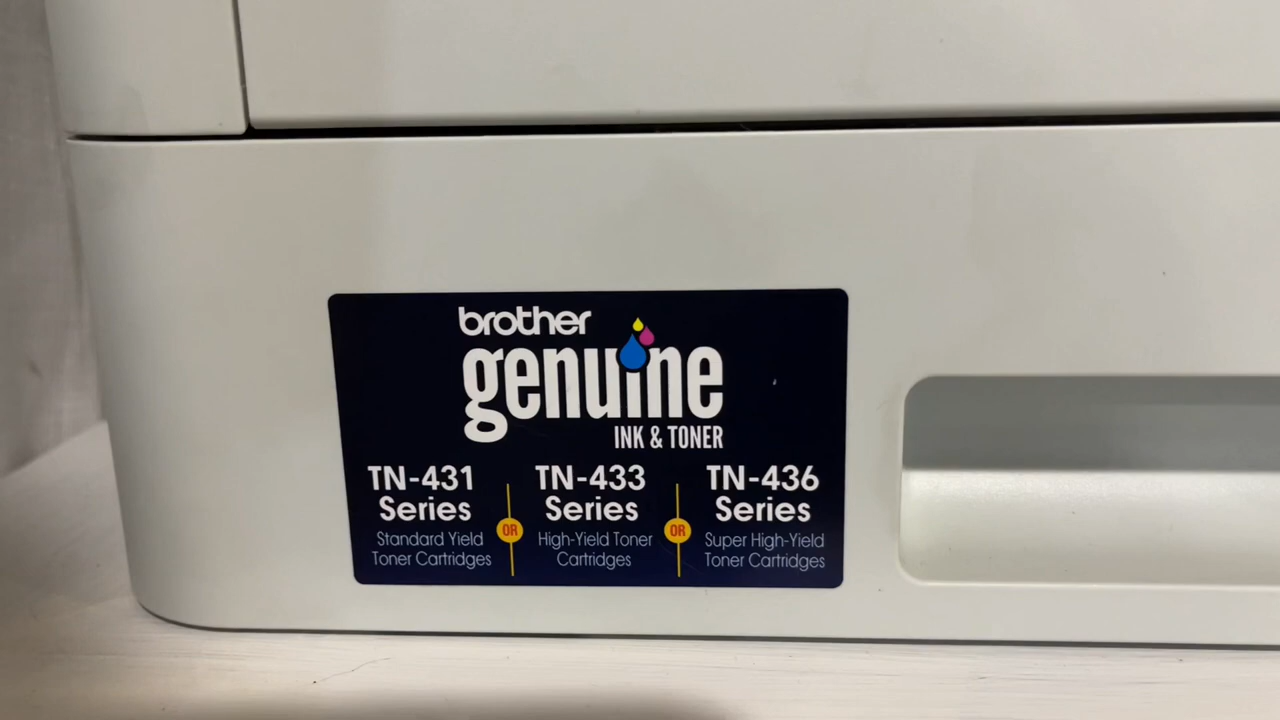 brother
genuine
INK & TONER
TN-431
Series
Standard Yield
Toner Cartridges
OR
TN-433
Series
High-Yield Toner
Cartridges
OR
TN-436
Series
Super High-Yield
Toner Cartridges